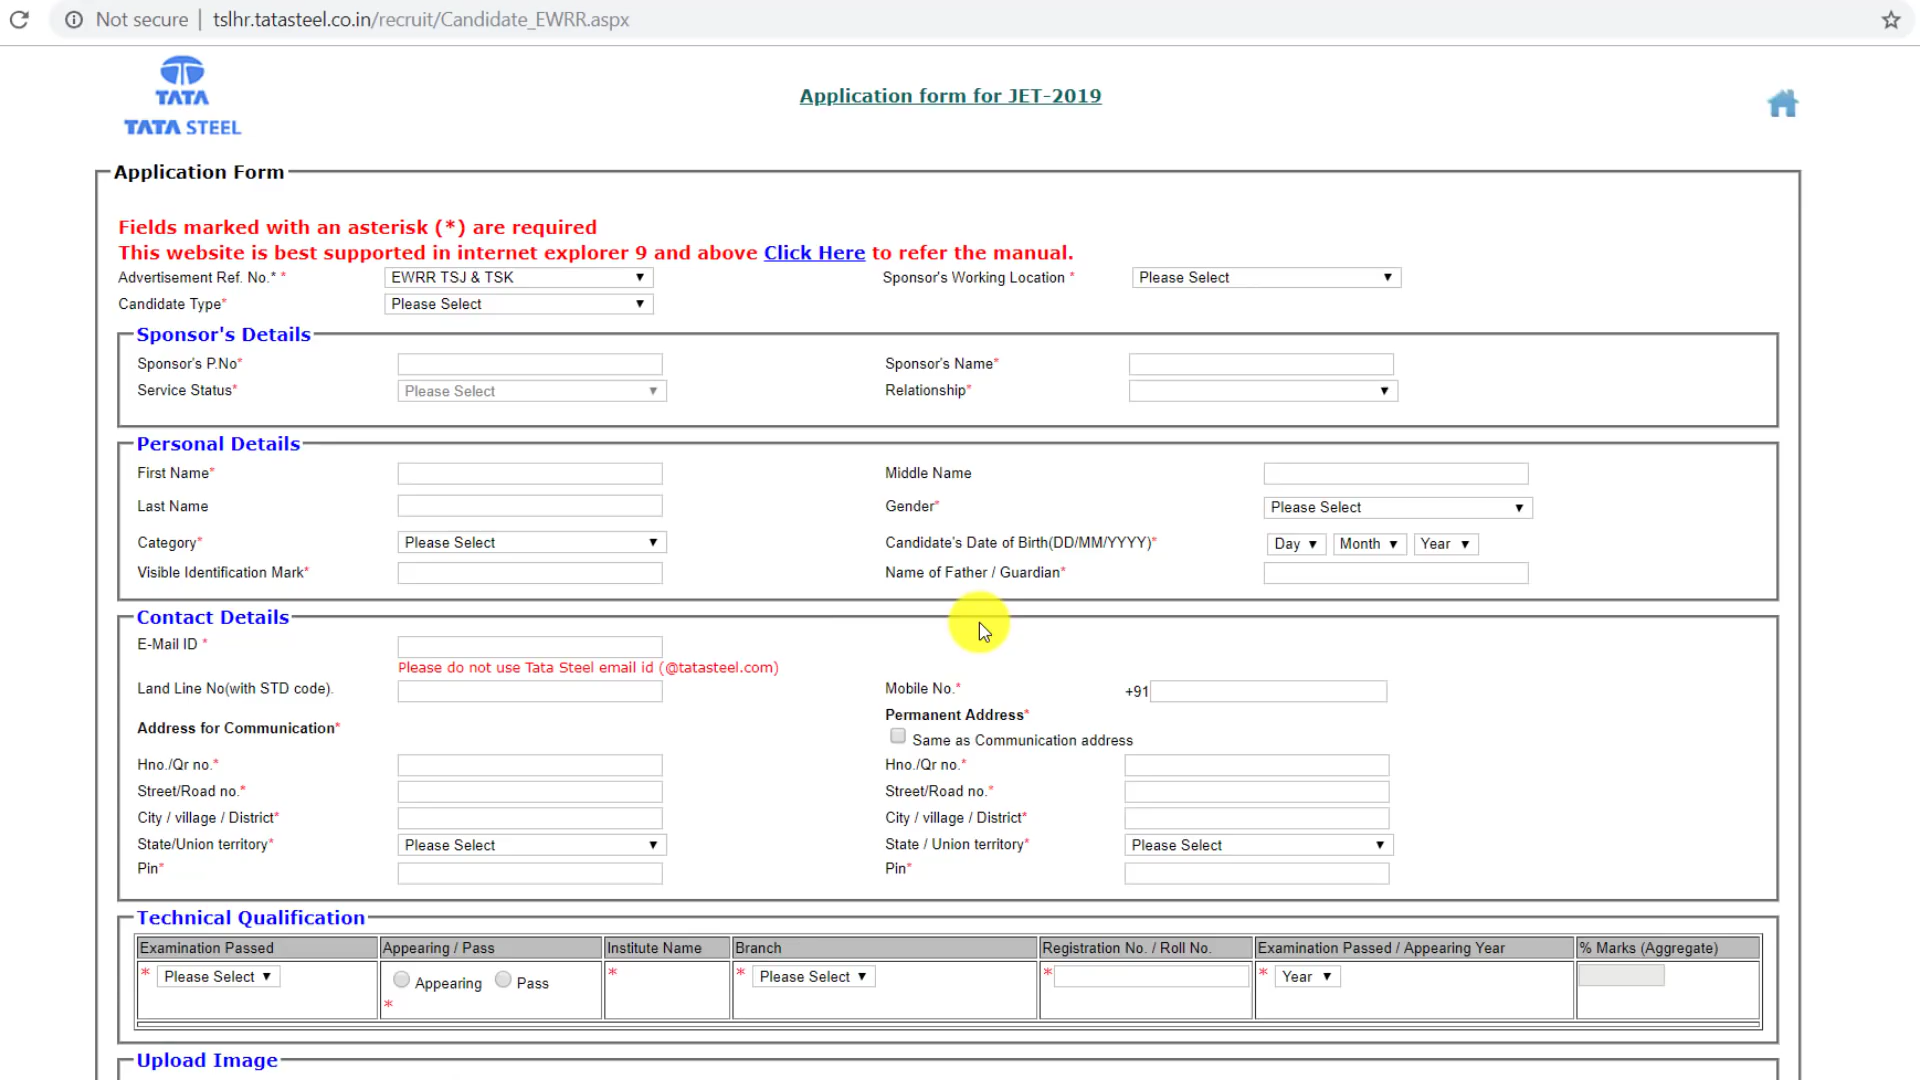 Not secure | tslhr.tatasteel.co.in/recruit/Candidate_EWRR.aspx
TATA
TATA STEEL
Application form for JET-2019
Application Form
Fields marked with an asterisk (*) are required
This website is best supported in internet explorer 9 and above Click Here to refer the manual.
Advertisement Ref. No.* * EWRR TSJ & TSK Sponsor's Working Location * Please Select
Candidate Type* Please Select
Sponsor's Details
Sponsor's P.No* Sponsor's Name*
Service Status* Please Select Relationship*
Personal Details
First Name* Middle Name
Last Name Gender* Please Select
Category* Please Select Candidate's Date of Birth(DD/MM/YYYY)* Day Month Year
Visible Identification Mark* Name of Father / Guardian*
Contact Details
E-Mail ID *
Please do not use Tata Steel email id (@tatasteel.com)
Land Line No(with STD code). Mobile No.* +91
Address for Communication* Permanent Address*
Same as Communication address
Hno./Qr no.* Hno./Qr no.*
Street/Road no.* Street/Road no.*
City / village / District* City / village / District*
State/Union territory* Please Select State / Union territory* Please Select
Pin* Pin*
Technical Qualification
Examination Passed Appearing / Pass Institute Name Branch Registration No. / Roll No. Examination Passed / Appearing Year % Marks (Aggregate)
* Please Select Appearing Pass * * Please Select * * Year
*
Upload Image